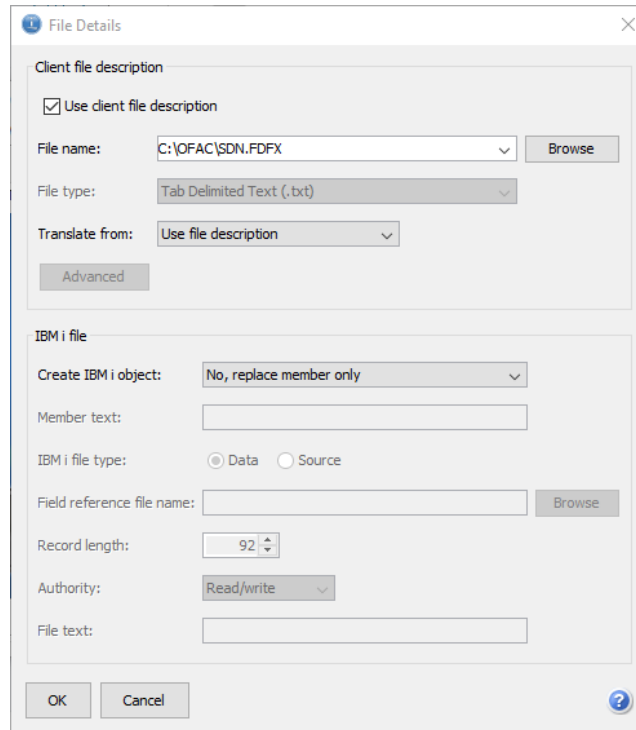 File Details
Client file description
Use client file description
File name: C:\OFAC\SDN.FDFX Browse
File type: Tab Delimited Text (.txt)
Translate from: Use file description
Advanced
IBM i file
Create IBM i object: No, replace member only
Member text:
IBM i file type: Data Source
Field reference file name: Browse
Record length: 92
Authority: Read/write
File text:
OK Cancel ?